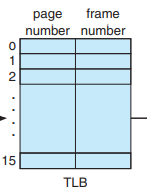 page frame
number number
0
1
2
.
.
.
.
15
TLB